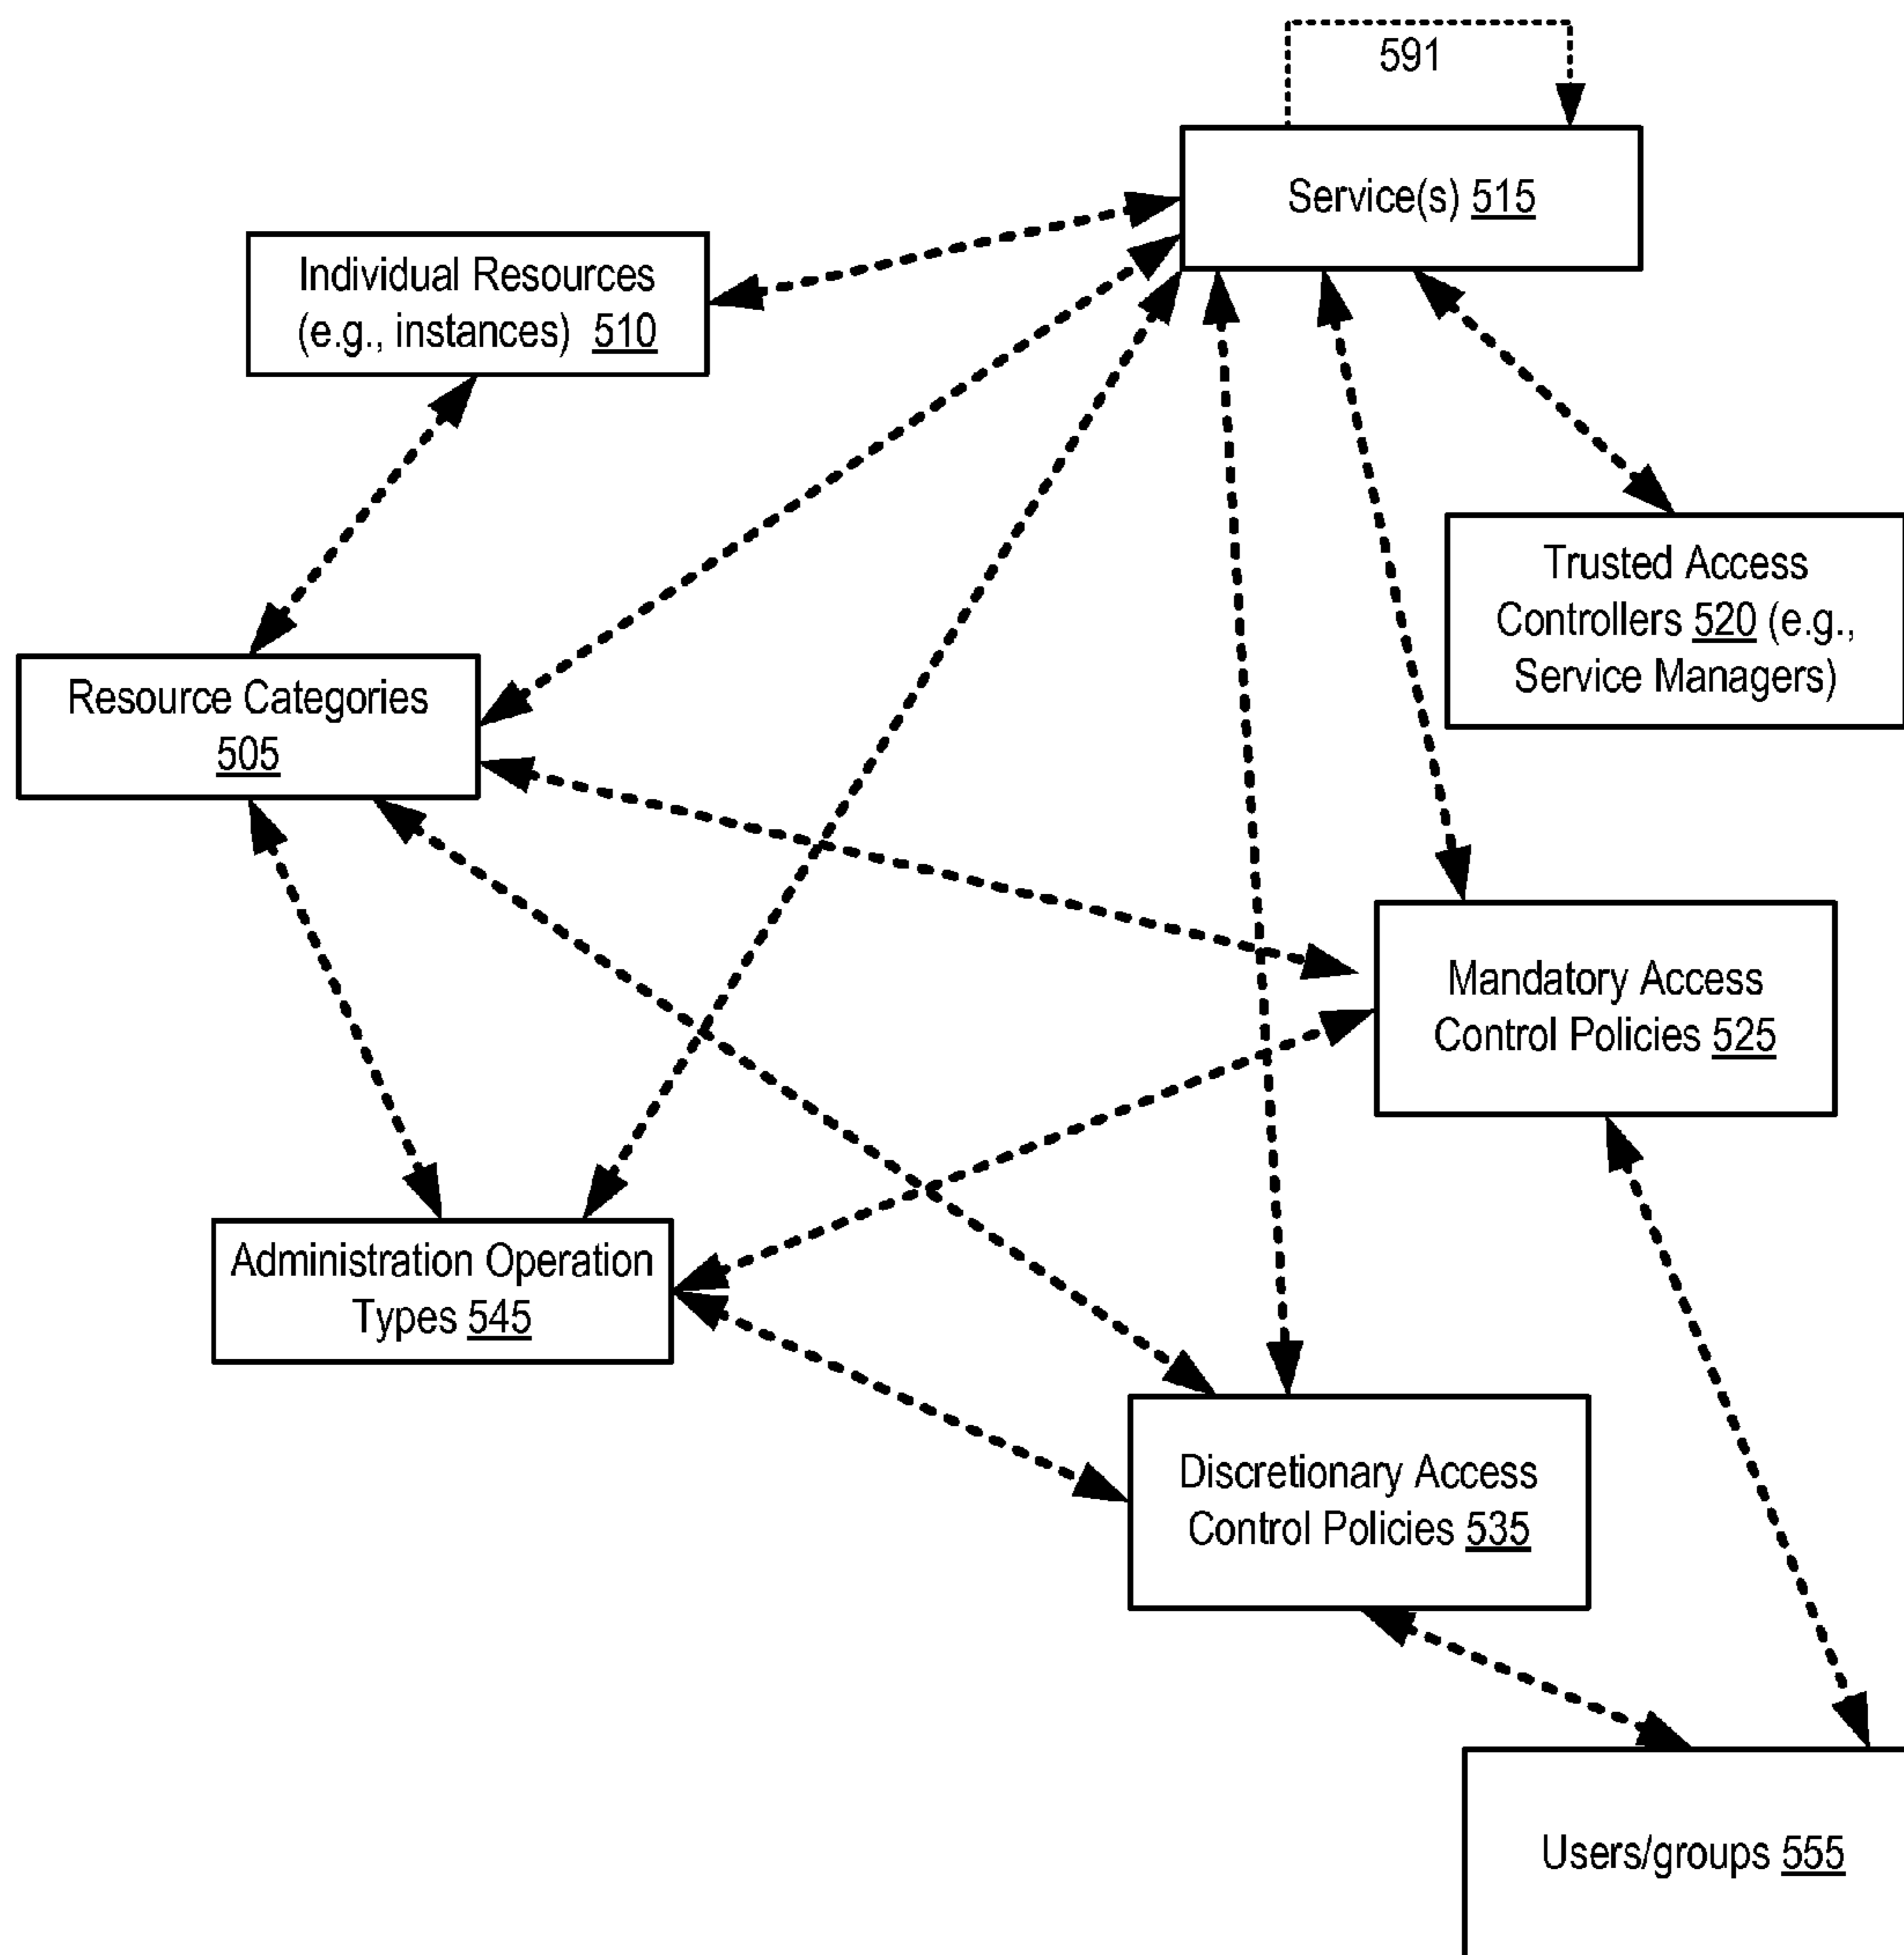 591
Service(s) 515
Individual Resources
(e.g., instances) 510
Trusted Access
Controllers 520 (e.g.,
Service Managers)
Resource Categories
505
Mandatory Access
Control Policies 525
Administration Operation
Types 545
Discretionary Access
Control Policies 535
Users/groups 555